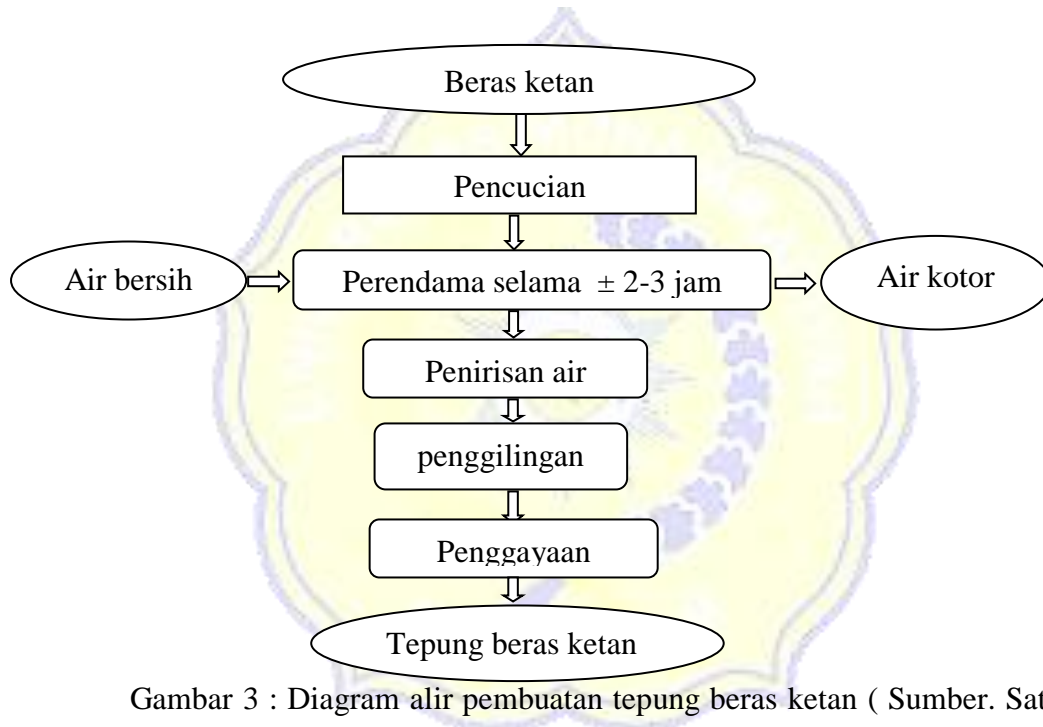 Beras ketan
Pencucian
Air bersih
Perendama selama ± 2-3 jam
Air kotor
Penirisan air
penggilingan
Penggayaan
Tepung beras ketan
Gambar 3 : Diagram alir pembuatan tepung beras ketan ( Sumber. Sat